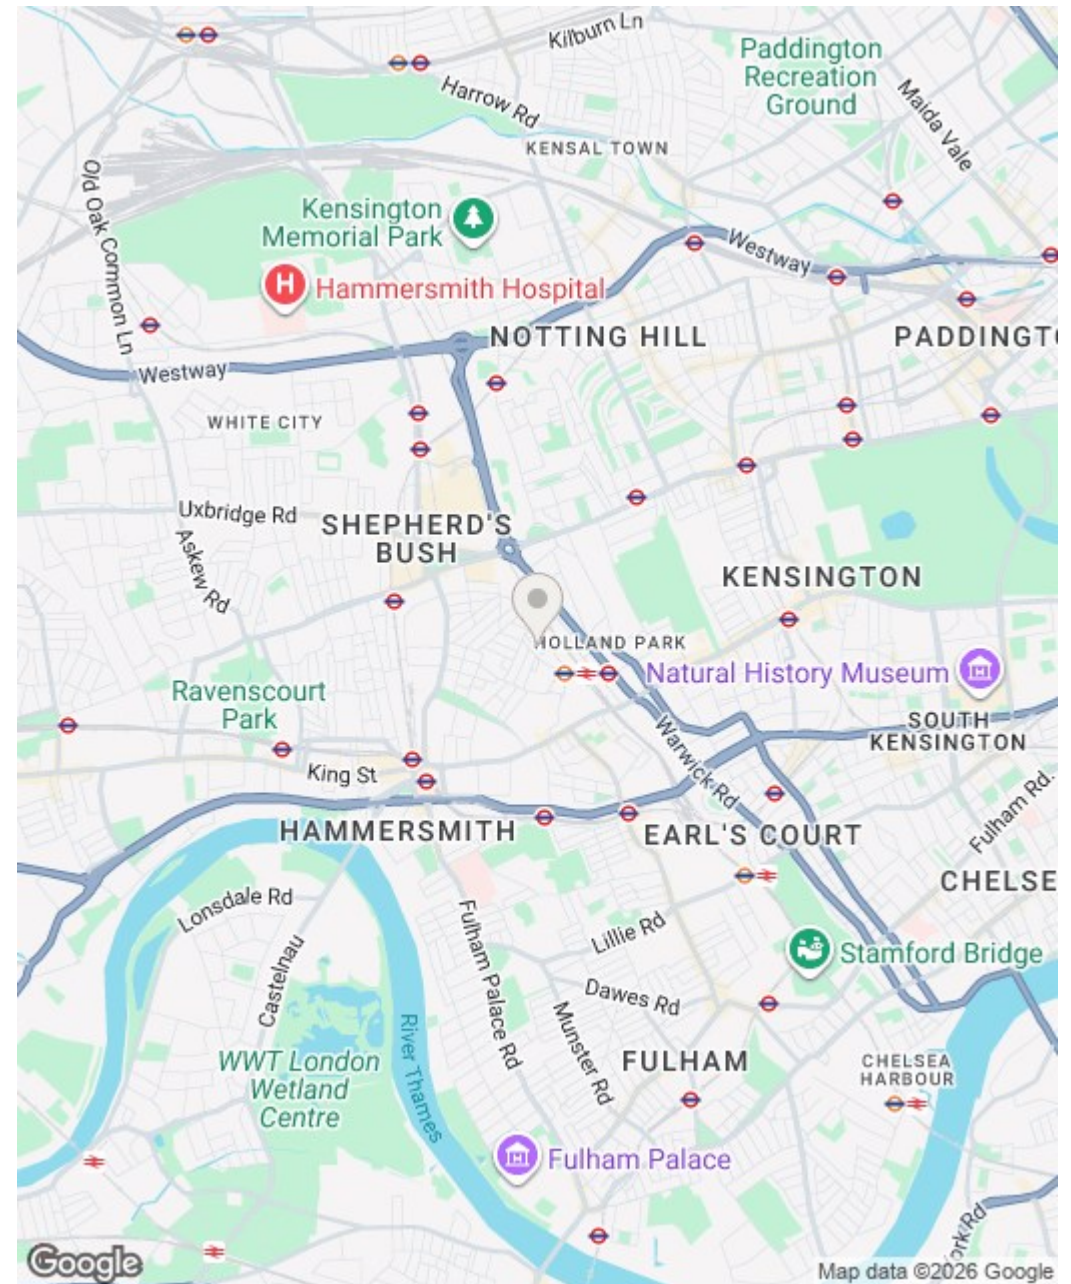 Kilburn Ln
Paddington
Recreation
Ground
Harrow Rd
Maida Vale
KENSAL TOWN
Old Oak Common Ln
Kensington
Memorial Park
Westway
H
Hammersmith Hospital
NOTTING HILL
PADDINGTO
Westway
WHITE CITY
Uxbridge Rd
SHEPHERD'S
BUSH
Askew Rd
KENSINGTON
HOLLAND PARK
Natural History Museum
Ravenscourt
Park
SOUTH
KENSINGTON
Warwick Rd
King St
HAMMERSMITH
EARL'S COURT
Fulham Rd.
CHELSE
Lonsdale Rd
Fulham Palace Rd
Lillie Rd
Stamford Bridge
Castelnau
Dawes Rd
Munster Rd
River Thames
WWT London
Wetland
Centre
FULHAM
CHELSEA
HARBOUR
Fulham Palace
York Rd
Google
Map data ©2026 Google